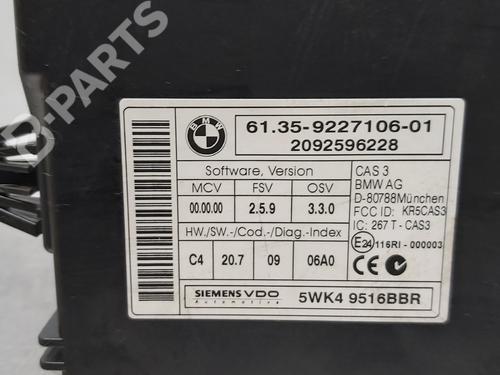 B-PARTS
BMW
61.35-9227106-01
2092596228
Software, Version
MCV FSV OSV
00.00.00 2.5.9 3.3.0
HW./SW.-/Cod.-/Diag.-Index
C4 20.7 09 06A0
CAS 3
BMW AG
D-80788München
FCC ID: KR5CAS3
IC: 267 T - CAS3
E24 116RI - 000003
CE
SIEMENS VDO
Automotive
5WK4 9516BBR